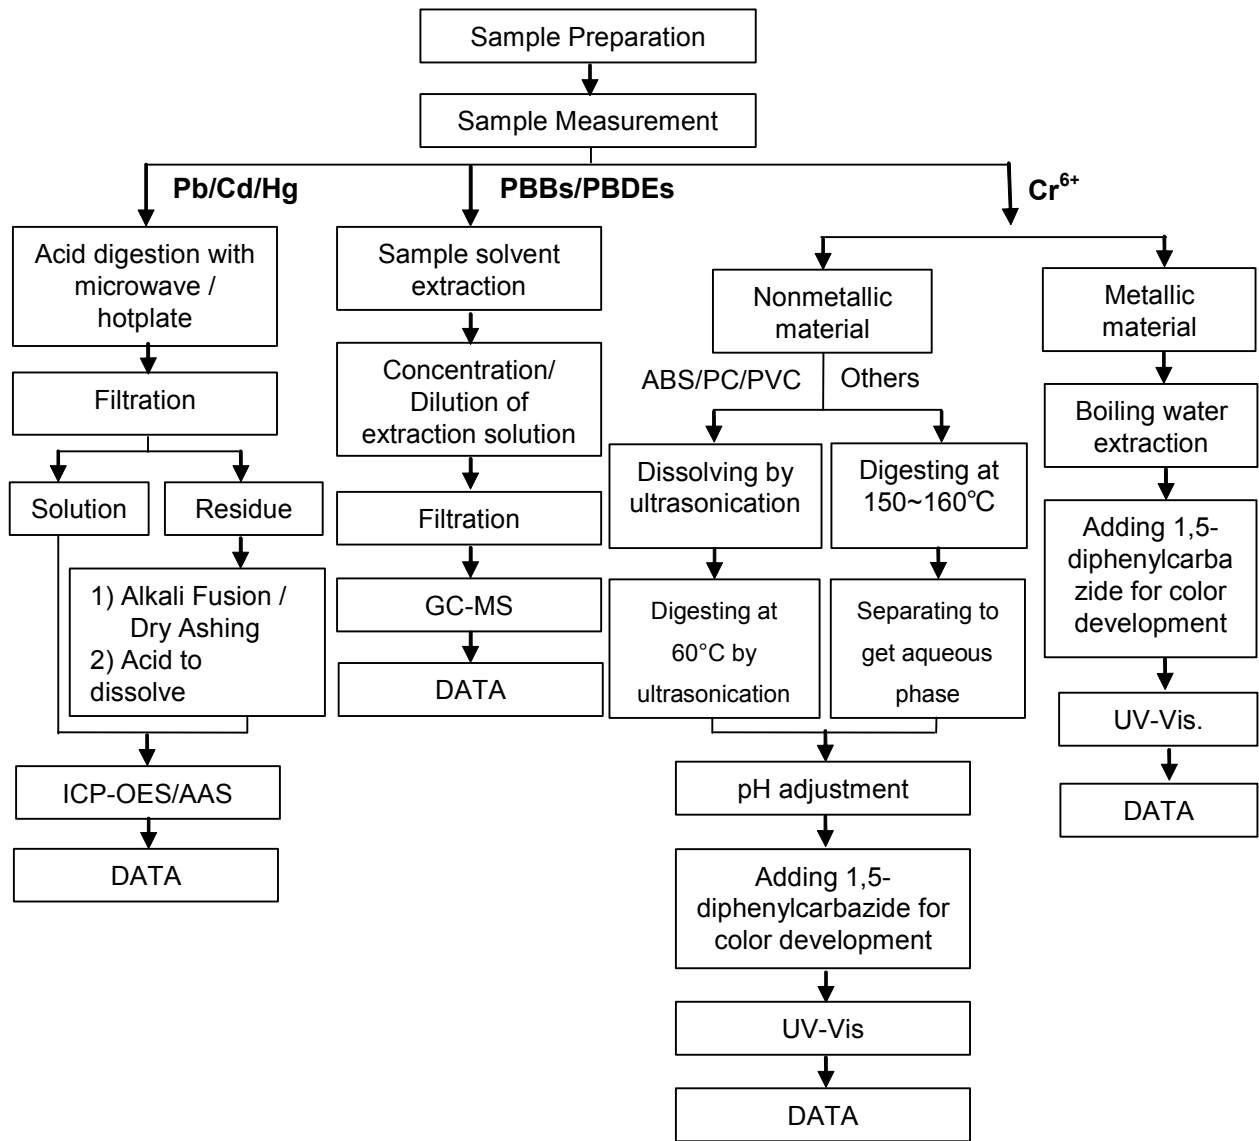 Sample Preparation
Sample Measurement
Pb/Cd/Hg
Acid digestion with
microwave /
hotplate
Filtration
Solution
Residue
1) Alkali Fusion /
Dry Ashing
2) Acid to
dissolve
ICP-OES/AAS
DATA
PBBs/PBDEs
Sample solvent
extraction
Concentration/
Dilution of
extraction solution
Filtration
GC-MS
DATA
Cr⁶⁺
Nonmetallic
material
ABS/PC/PVC
Others
Dissolving by
ultrasonication
Digesting at
60°C by
ultrasonication
Digesting at
150~160℃
Separating to
get aqueous
phase
pH adjustment
Adding 1,5-
diphenylcarbazide for
color development
UV-Vis
DATA
Metallic
material
Boiling water
extraction
Adding 1,5-
diphenylcarba
zide for color
development
UV-Vis.
DATA